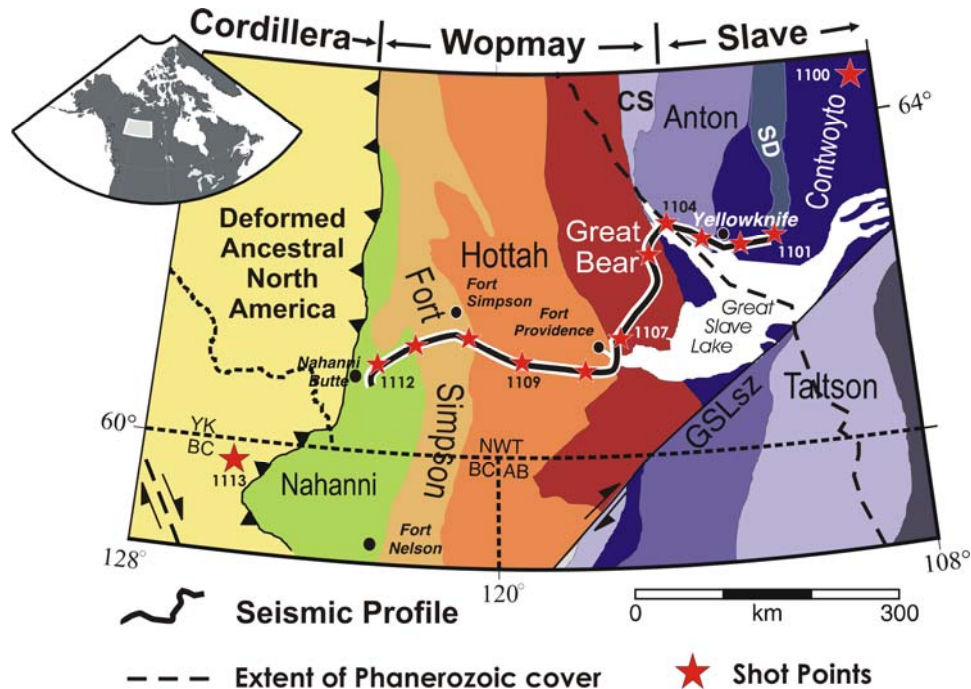 Cordillera
Wopmay
Slave
1100
64°
CS
Anton
SD
Contwoyto
Deformed
Ancestral
North
America
Hottah
Great
Bear
1104
Yellowknife
1101
Fort
Simpson
Fort
Simpson
Fort
Providence
1107
Great
Slave
Lake
Nahanni
Butte
1112
1109
GSLsz
Taltson
60°
YK
BC
NWT
BC
AB
1113
Nahanni
Fort
Nelson
128°
120°
108°
Seismic Profile
0
300
km
Extent of Phanerozoic cover
Shot Points